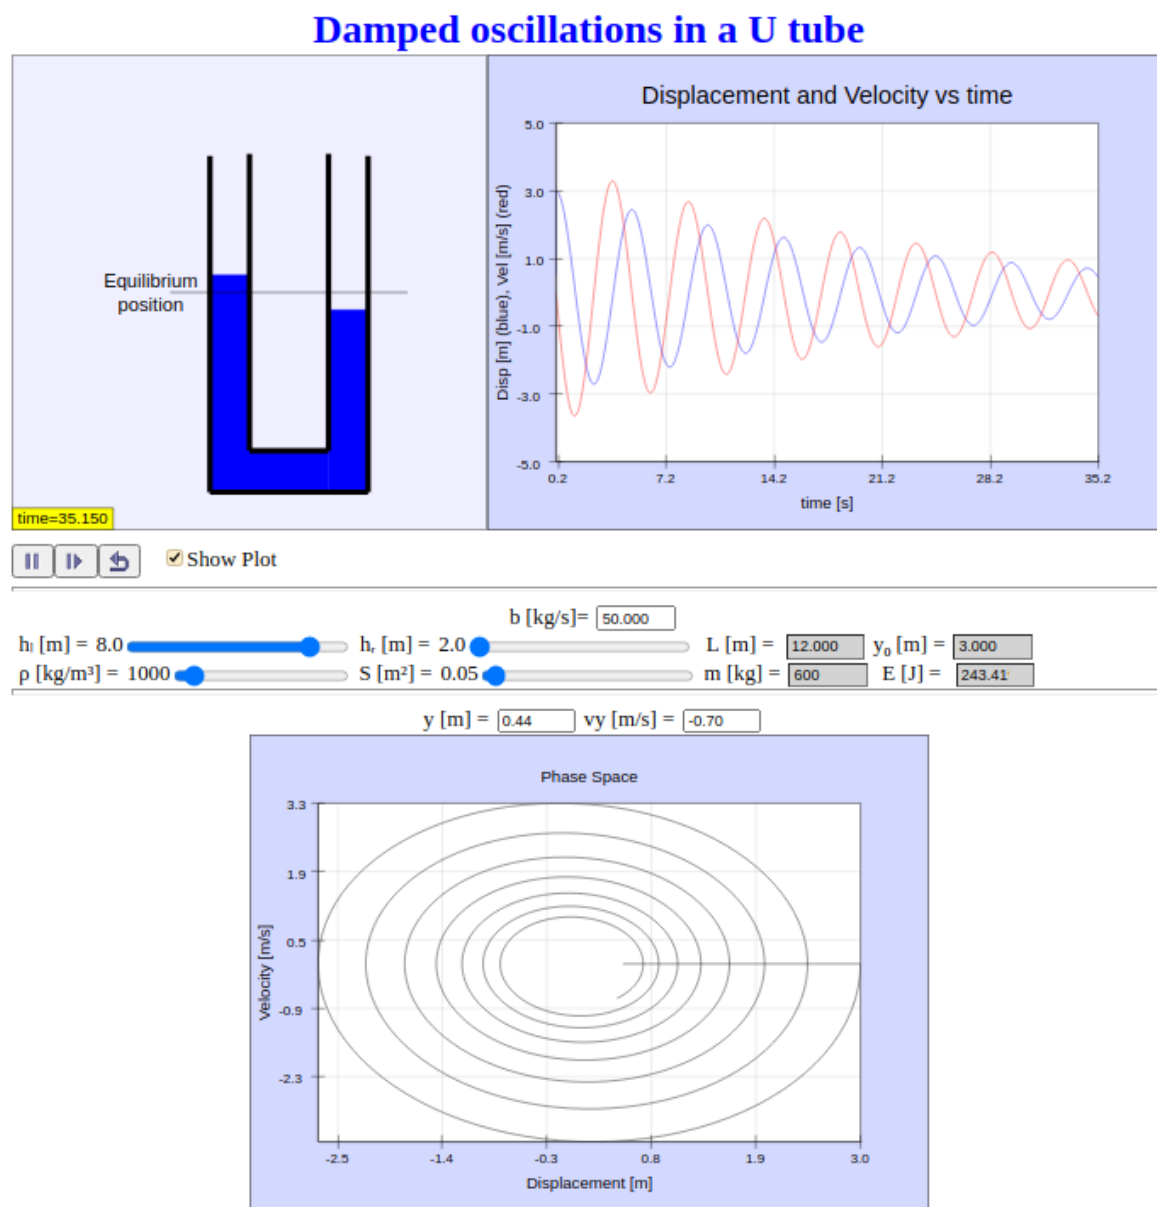 Damped oscillations in a U tube
Equilibrium
position
time=35.150
Displacement and Velocity vs time
Disp [m] (blue), Vel [m/s] (red)
5.0
3.0
1.0
-1.0
-3.0
-5.0
0.2 7.2 14.2 21.2 28.2 35.2
time [s]
Show Plot
b [kg/s]= 50.000
hₗ [m] = 8.0 hᵣ [m] = 2.0 L [m] = 12.000 y₀ [m] = 3.000
ρ [kg/m³] = 1000 S [m²] = 0.05 m [kg] = 600 E [J] = 243.41
y [m] = 0.44 vy [m/s] = -0.70
Phase Space
Velocity [m/s]
3.3
1.9
0.5
-0.9
-2.3
-2.5 -1.4 -0.3 0.8 1.9 3.0
Displacement [m]